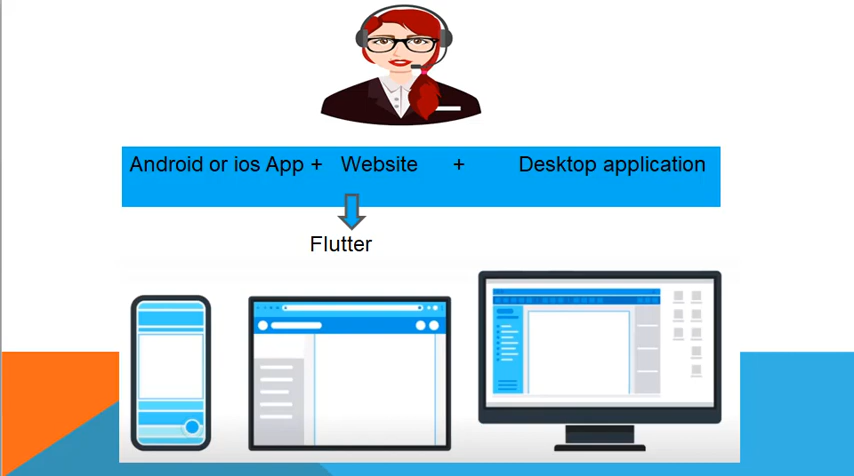 Android or ios App + Website + Desktop application
Flutter